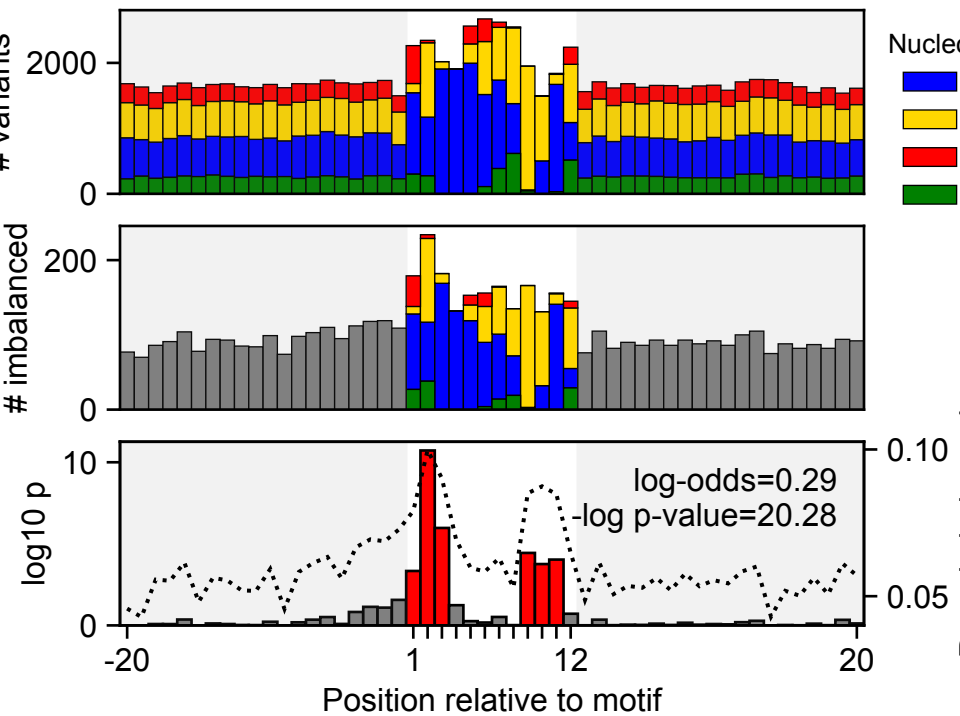 # variants
2000
0
Nucleo
# imbalanced
200
0
log10 p
10
0
0.10
0.05
log-odds=0.29
-log p-value=20.28
-20
1
12
20
Position relative to motif